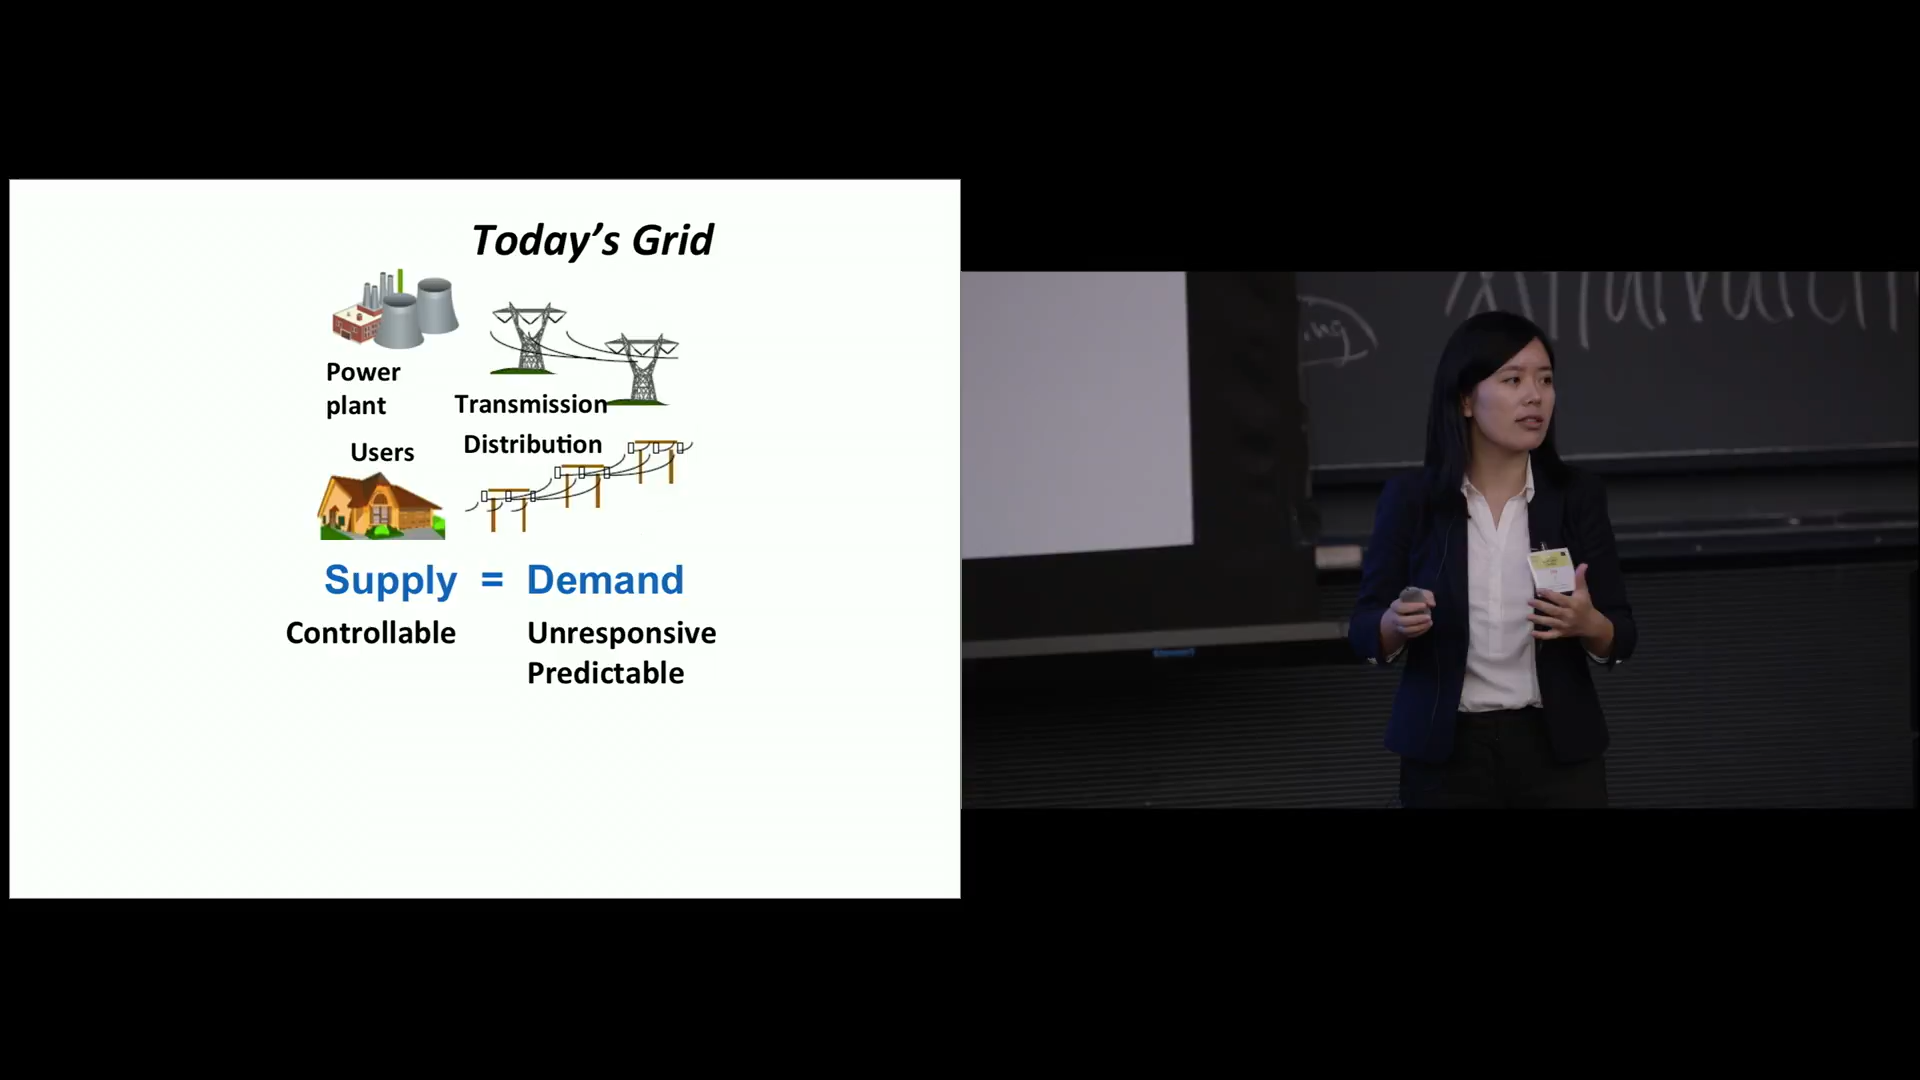 Today's Grid
Power
plant
Transmission
Users
Distribution
Supply = Demand
Controllable
Unresponsive
Predictable